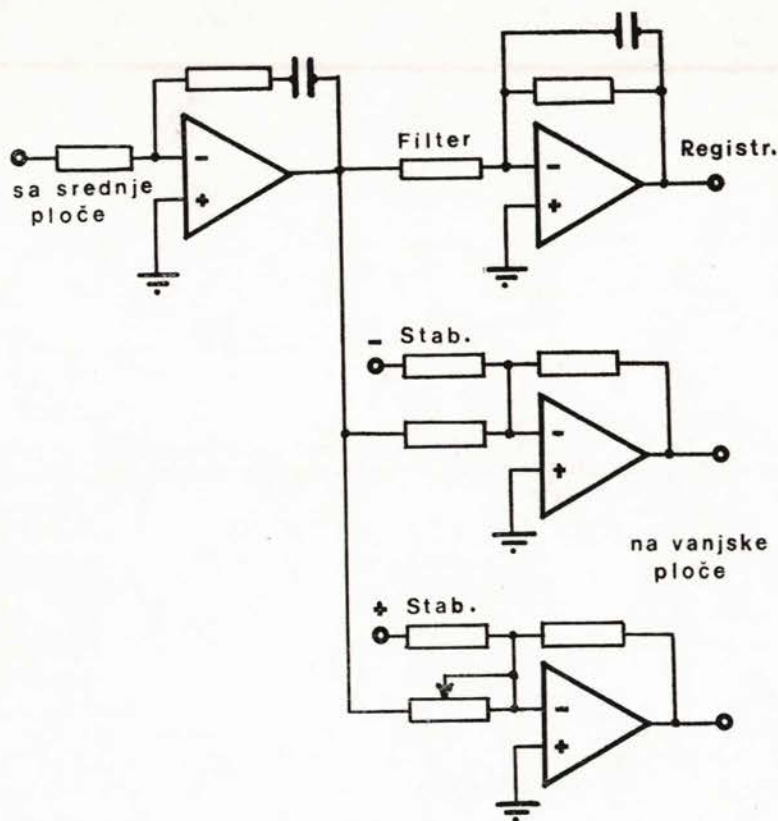 sa srednje
ploče
Filter
Registr.
- Stab.
na vanjske
ploče
+ Stab.